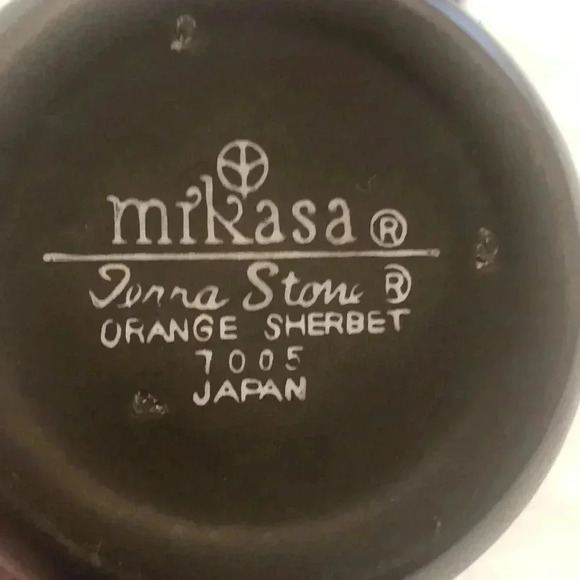 mikasa ®
Terra Stone ®
ORANGE SHERBET
7005
JAPAN